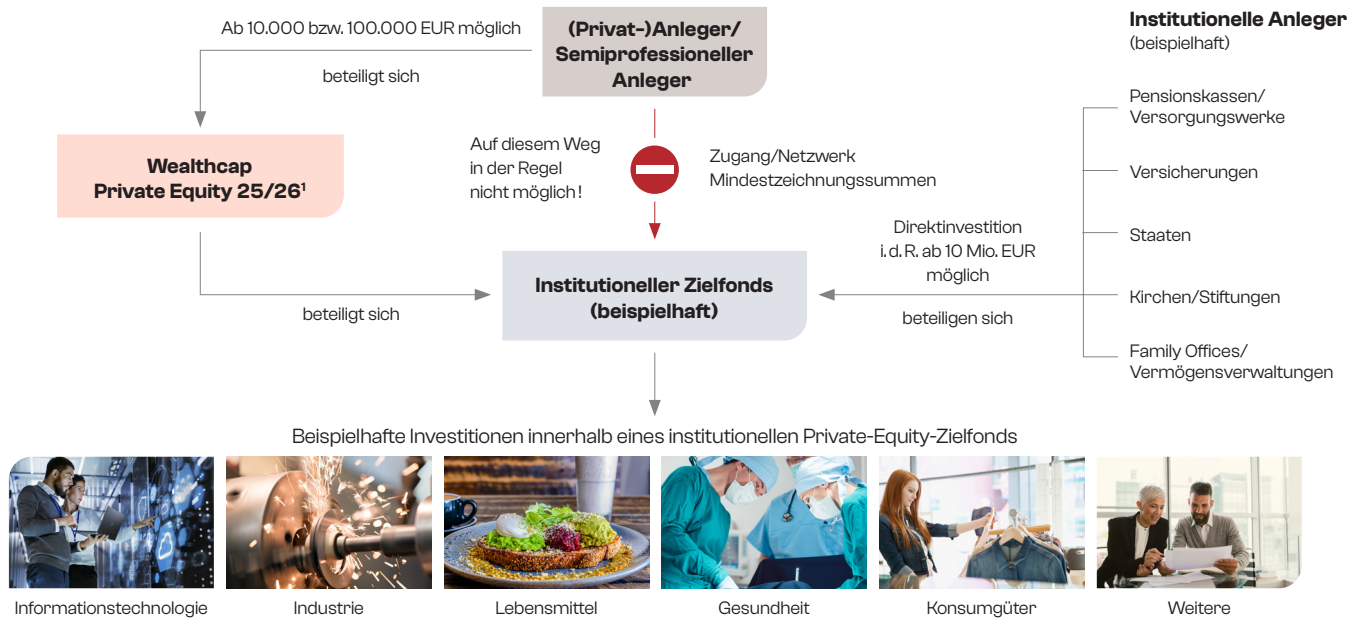 Ab 10.000 bzw. 100.000 EUR möglich
beteiligt sich
(Privat-)Anleger/
Semiprofessioneller
Anleger
Institutionelle Anleger
(beispielhaft)
Pensionskassen/
Versorgungswerke
Versicherungen
Staaten
Kirchen/Stiftungen
Family Offices/
Vermögensverwaltungen
Wealthcap
Private Equity 25/26¹
Auf diesem Weg
in der Regel
nicht möglich!
Zugang/Netzwerk
Mindestzeichnungssummen
Direktinvestition
i. d. R. ab 10 Mio. EUR
möglich
beteiligen sich
beteiligt sich
Institutioneller Zielfonds
(beispielhaft)
Beispielhafte Investitionen innerhalb eines institutionellen Private-Equity-Zielfonds
Informationstechnologie
Industrie
Lebensmittel
Gesundheit
Konsumgüter
Weitere